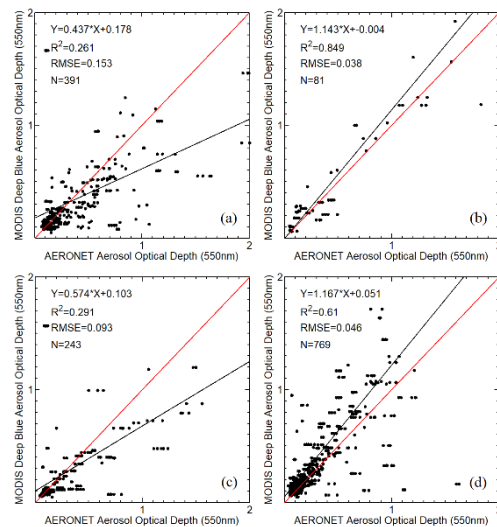 2
Y=0.437*X+0.178
R²=0.261
RMSE=0.153
N=391
1
(a)
MODIS Deep Blue Aerosol Optical Depth (550nm)
1
2
AERONET Aerosol Optical Depth (550nm)
2
Y=1.143*X+-0.004
R²=0.849
RMSE=0.038
N=81
1
(b)
MODIS Deep Blue Aerosol Optical Depth (550nm)
1
2
AERONET Aerosol Optical Depth (550nm)
2
Y=0.574*X+0.103
R²=0.291
RMSE=0.093
N=243
1
(c)
MODIS Deep Blue Aerosol Optical Depth (550nm)
1
2
AERONET Aerosol Optical Depth (550nm)
2
Y=1.167*X+0.051
R²=0.61
RMSE=0.046
N=769
1
(d)
MODIS Deep Blue Aerosol Optical Depth (550nm)
1
2
AERONET Aerosol Optical Depth (550nm)